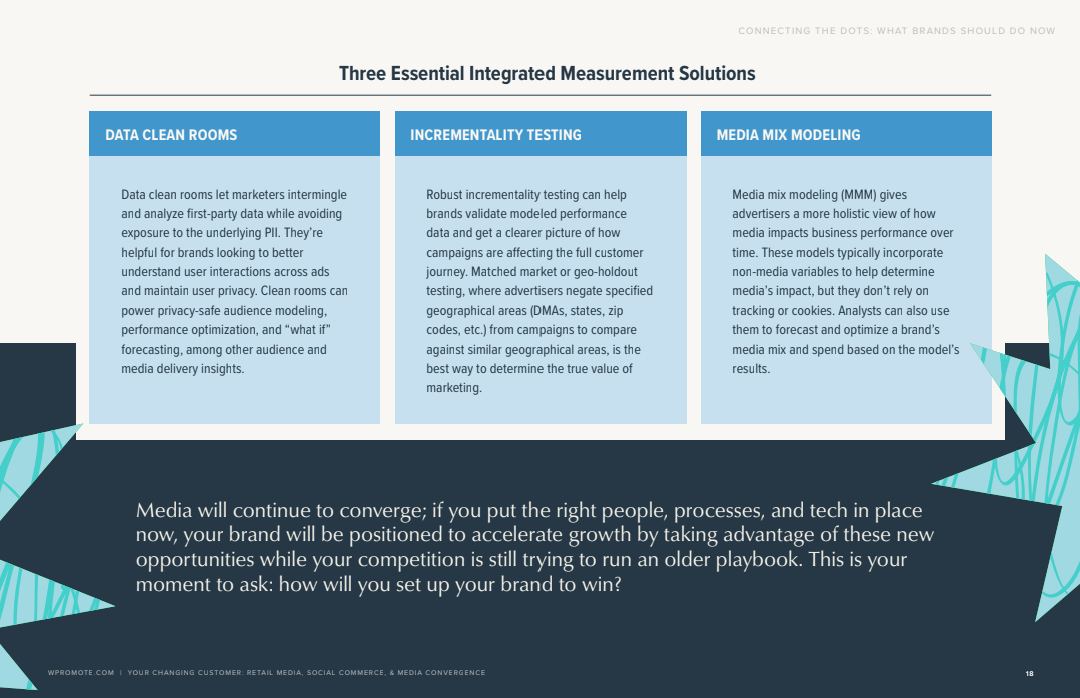 CONNECTING THE DOTS: WHAT BRANDS SHOULD DO NOW
Three Essential Integrated Measurement Solutions
DATA CLEAN ROOMS
Data clean rooms let marketers intermingle
and analyze first-party data while avoiding
exposure to the underlying PII. They’re
helpful for brands looking to better
understand user interactions across ads
and maintain user privacy. Clean rooms can
power privacy-safe audience modeling,
performance optimization, and “what if”
forecasting, among other audience and
media delivery insights.
INCREMENTALITY TESTING
Robust incrementality testing can help
brands validate modeled performance
data and get a clearer picture of how
campaigns are affecting the full customer
journey. Matched market or geo-holdout
testing, where advertisers negate specified
geographical areas (DMAs, states, zip
codes, etc.) from campaigns to compare
against similar geographical areas, is the
best way to determine the true value of
marketing.
MEDIA MIX MODELING
Media mix modeling (MMM) gives
advertisers a more holistic view of how
media impacts business performance over
time. These models typically incorporate
non-media variables to help determine
media’s impact, but they don’t rely on
tracking or cookies. Analysts can also use
them to forecast and optimize a brand’s
media mix and spend based on the model’s
results.
Media will continue to converge; if you put the right people, processes, and tech in place
now, your brand will be positioned to accelerate growth by taking advantage of these new
opportunities while your competition is still trying to run an older playbook. This is your
moment to ask: how will you set up your brand to win?
WPROMOTE.COM | YOUR CHANGING CUSTOMER: RETAIL MEDIA, SOCIAL COMMERCE, & MEDIA CONVERGENCE
18